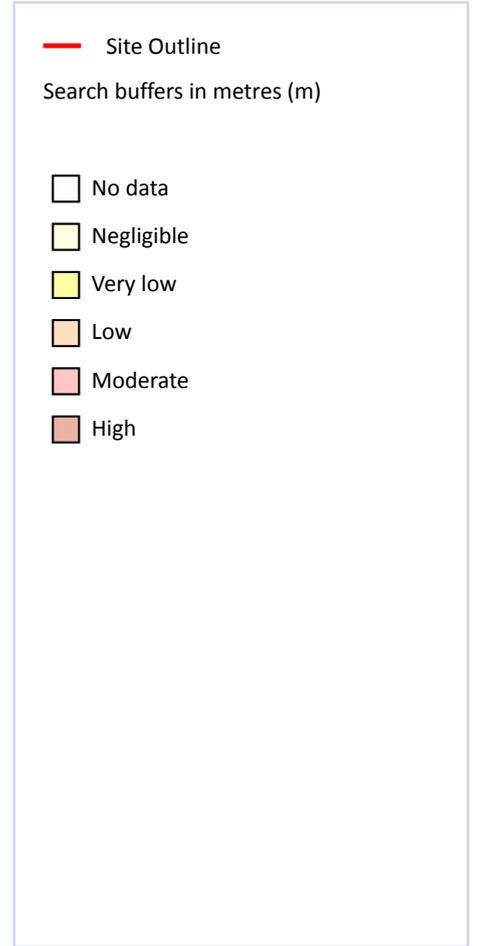 Site Outline
Search buffers in metres (m)
No data
Negligible
Very low
Low
Moderate
High